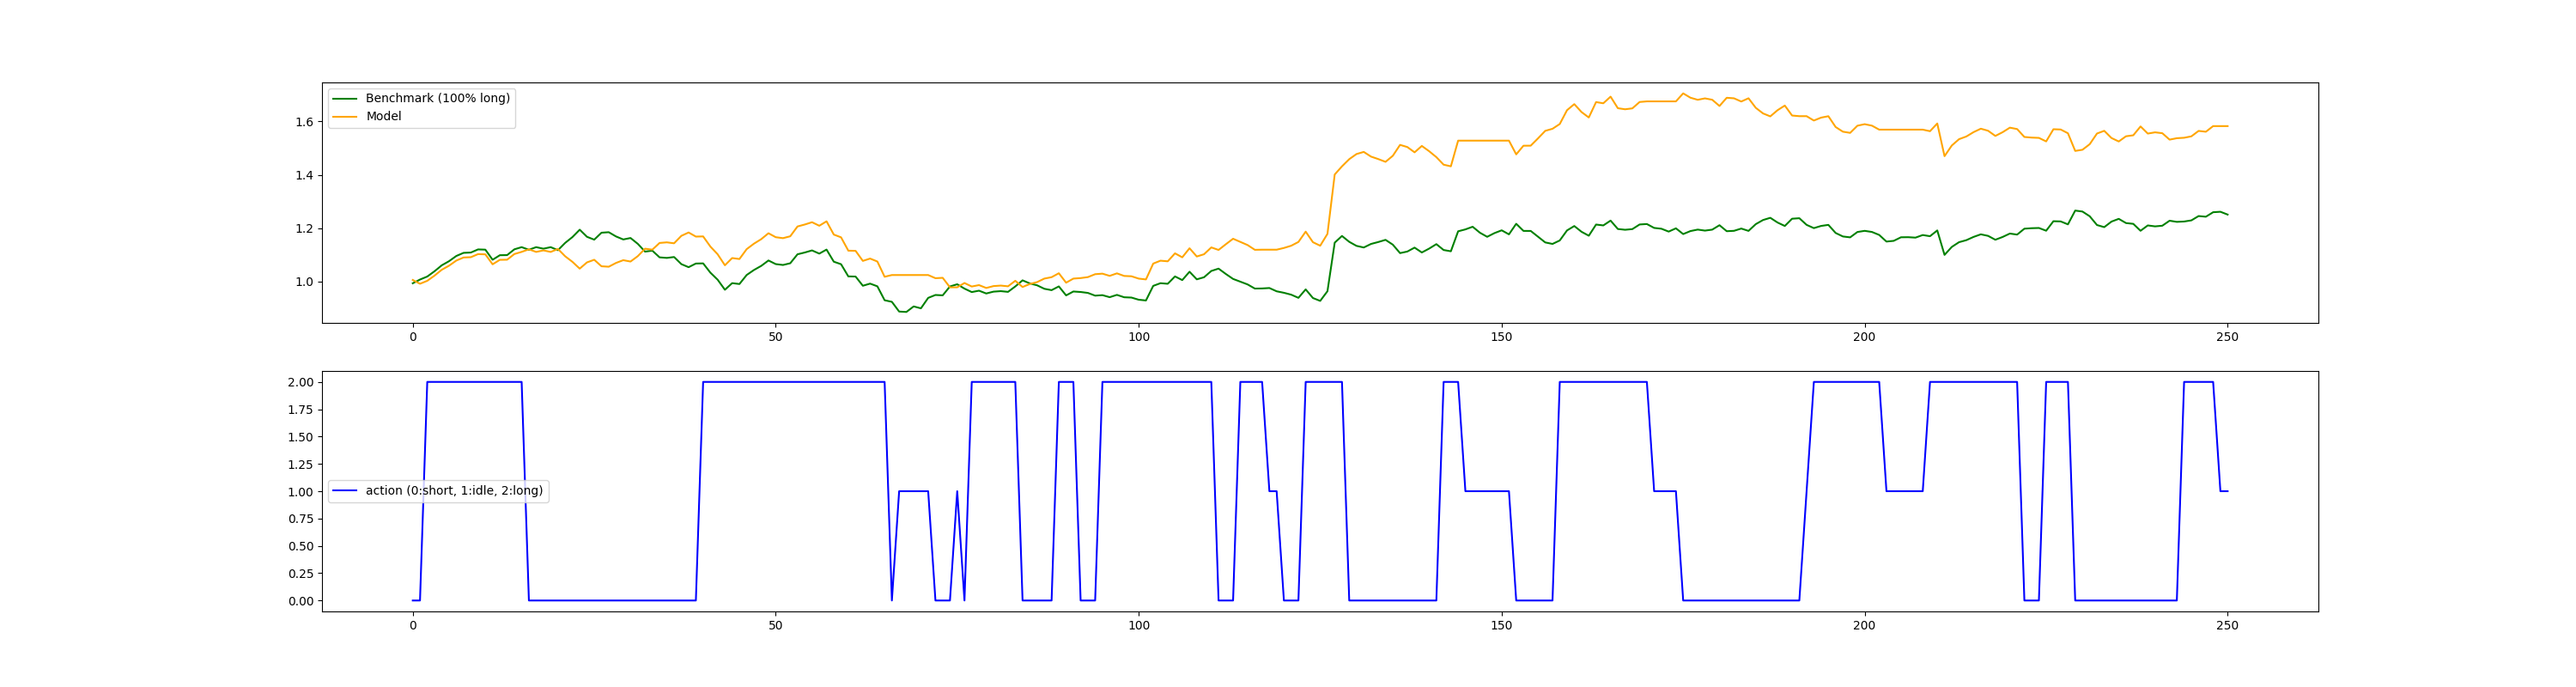 Benchmark (100% long)
Model
1.6
1.4
1.2
1.0
0 50 100 150 200 250
2.00
1.75
1.50
1.25
1.00
0.75
0.50
0.25
0.00
action (0:short, 1:idle, 2:long)
0 50 100 150 200 250